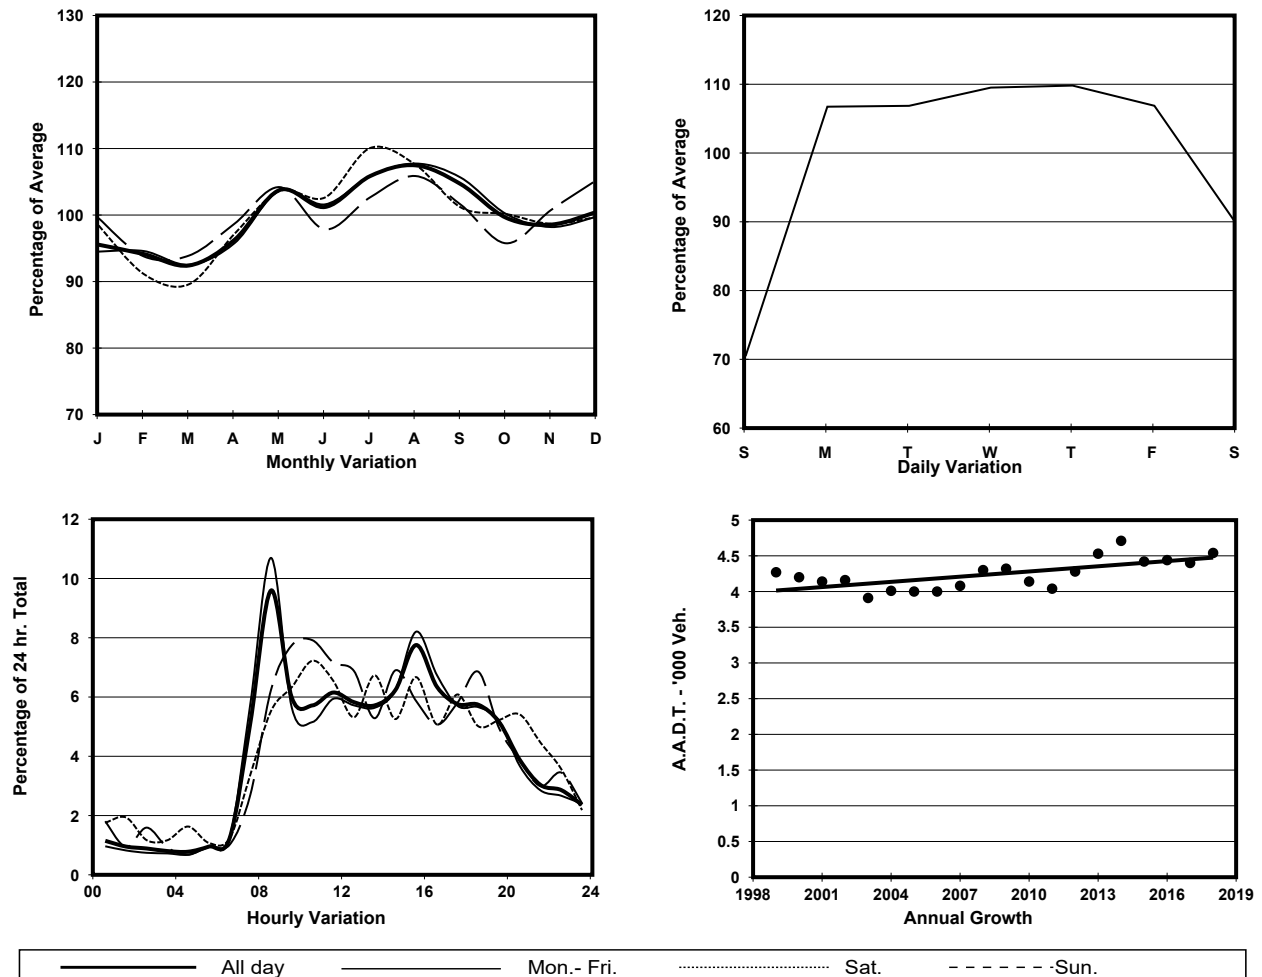 130
120
110
100
90
80
70
Percentage of Average
J F M A M J J A S O N D
Monthly Variation
120
110
100
90
80
70
60
Percentage of Average
S M T W T F S
Daily Variation
12
10
8
6
4
2
0
Percentage of 24 hr. Total
00 04 08 12 16 20 24
Hourly Variation
5
4.5
4
3.5
3
2.5
2
1.5
1
0.5
0
A.A.D.T. - '000 Veh.
1998 2001 2004 2007 2010 2013 2016 2019
Annual Growth
All day Mon.- Fri. Sat. Sun.